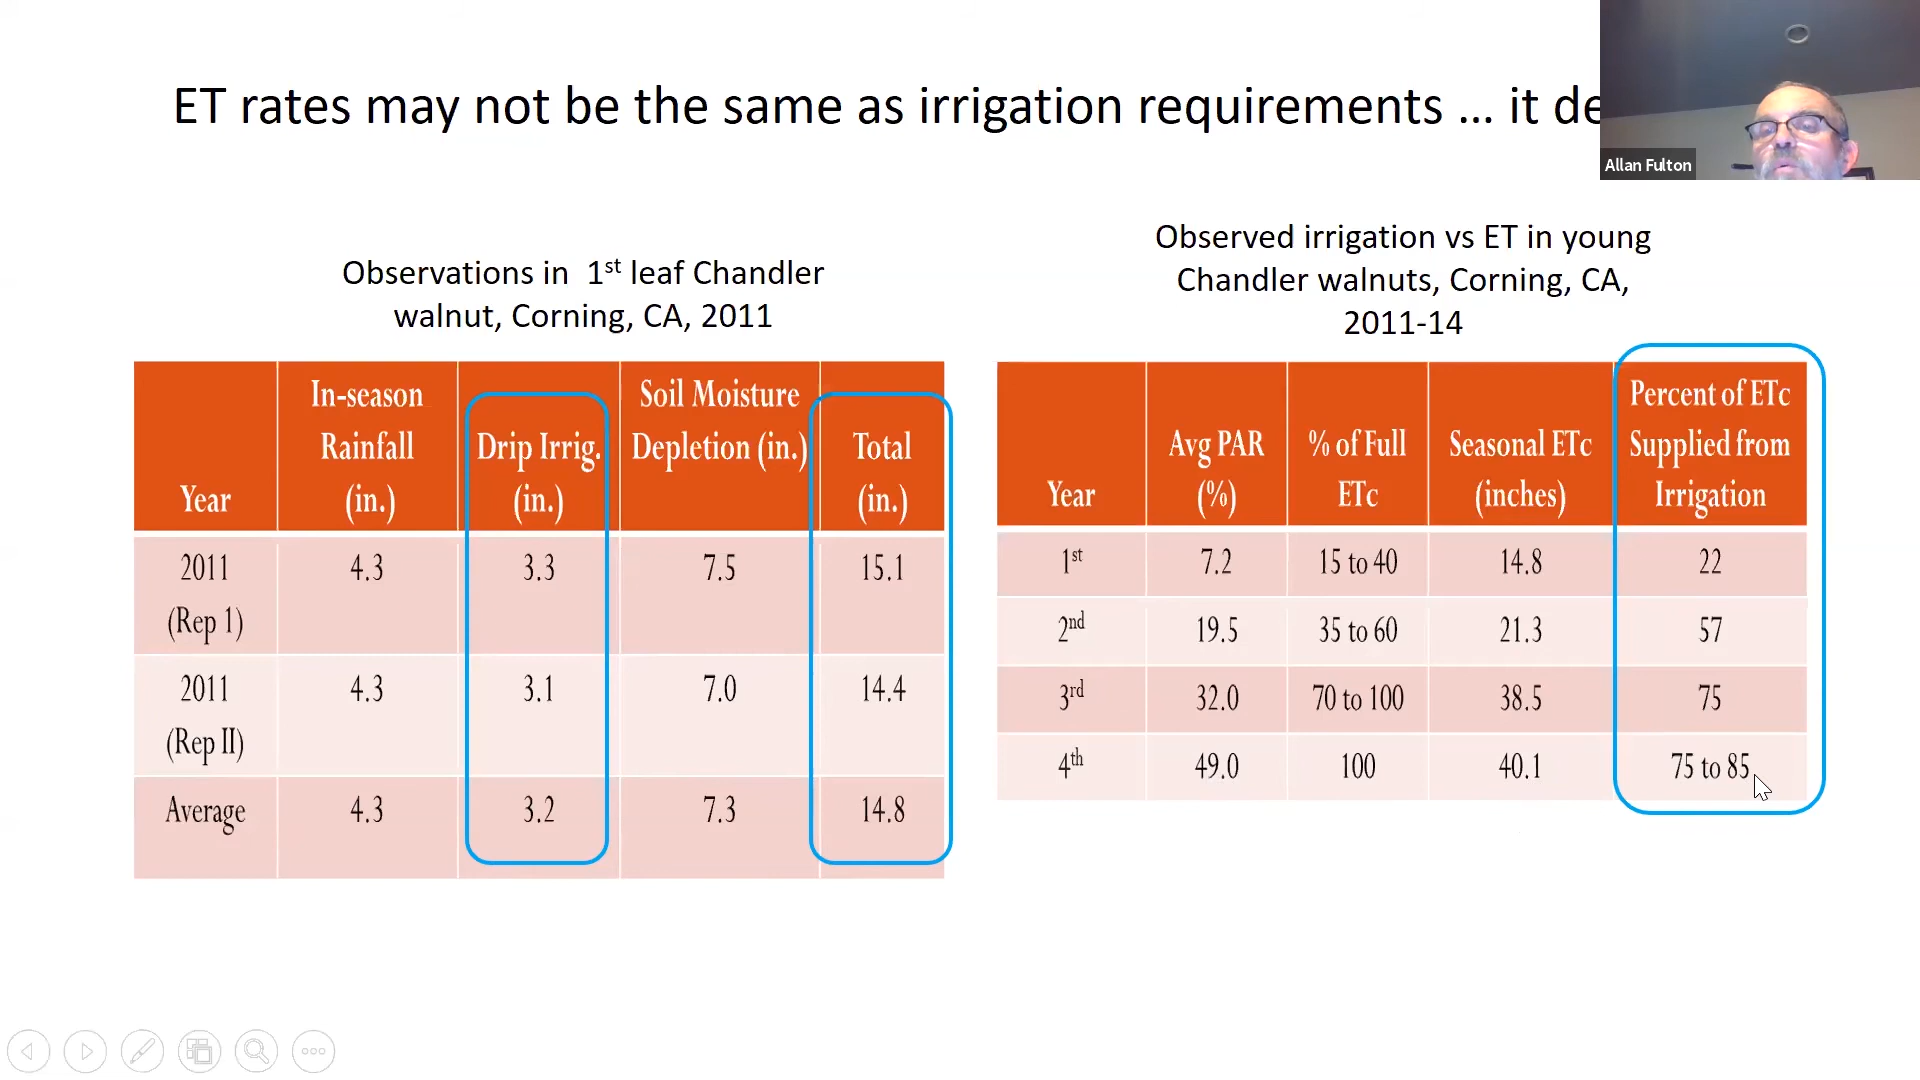 ET rates may not be the same as irrigation requirements … it
Allan Fulton
Observations in 1st leaf Chandler
walnut, Corning, CA, 2011
Year In-season Rainfall (in.) Drip Irrig. (in.) Soil Moisture Depletion (in.) Total (in.)
2011 (Rep 1) 4.3 3.3 7.5 15.1
2011 (Rep II) 4.3 3.1 7.0 14.4
Average 4.3 3.2 7.3 14.8
Observed irrigation vs ET in young
Chandler walnuts, Corning, CA,
2011-14
Year Avg PAR (%) % of Full ETc Seasonal ETc (inches) Percent of ETc Supplied from Irrigation
1st 7.2 15 to 40 14.8 22
2nd 19.5 35 to 60 21.3 57
3rd 32.0 70 to 100 38.5 75
4th 49.0 100 40.1 75 to 85